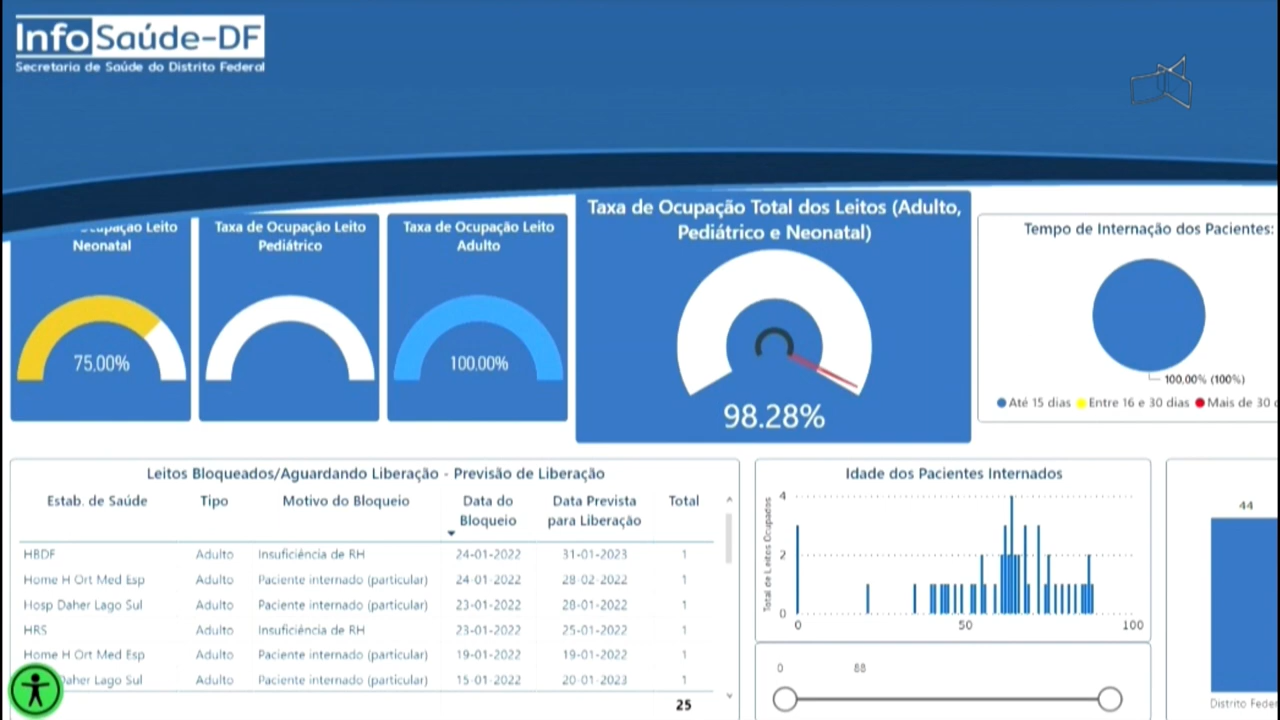 InfoSaúde-DF
Secretaria de Saúde do Distrito Federal
Ocupação Leito
Neonatal
75,00%
Taxa de Ocupação Leito
Pediátrico
Taxa de Ocupação Leito
Adulto
100,00%
Taxa de Ocupação Total dos Leitos (Adulto,
Pediátrico e Neonatal)
98.28%
Tempo de Internação dos Pacientes:
100,00% (100%)
Até 15 dias Entre 16 e 30 dias Mais de 30
Leitos Bloqueados/Aguardando Liberação - Previsão de Liberação
Estab. de Saúde Tipo Motivo do Bloqueio Data do Data Prevista Total
Bloqueio para Liberação
HBDF Adulto Insuficiência de RH 24-01-2022 31-01-2023 1
Home H Ort Med Esp Adulto Paciente internado (particular) 24-01-2022 28-02-2022 1
Hosp Daher Lago Sul Adulto Paciente internado (particular) 23-01-2022 28-01-2022 1
HRS Adulto Insuficiência de RH 23-01-2022 25-01-2022 1
Home H Ort Med Esp Adulto Paciente internado (particular) 19-01-2022 19-01-2022 1
Daher Lago Sul Adulto Paciente internado (particular) 15-01-2022 20-01-2023 1
25
Idade dos Pacientes Internados
Total de Leitos Ocupados
4
2
0
0 50 100
0 88
44
Distrito Feder